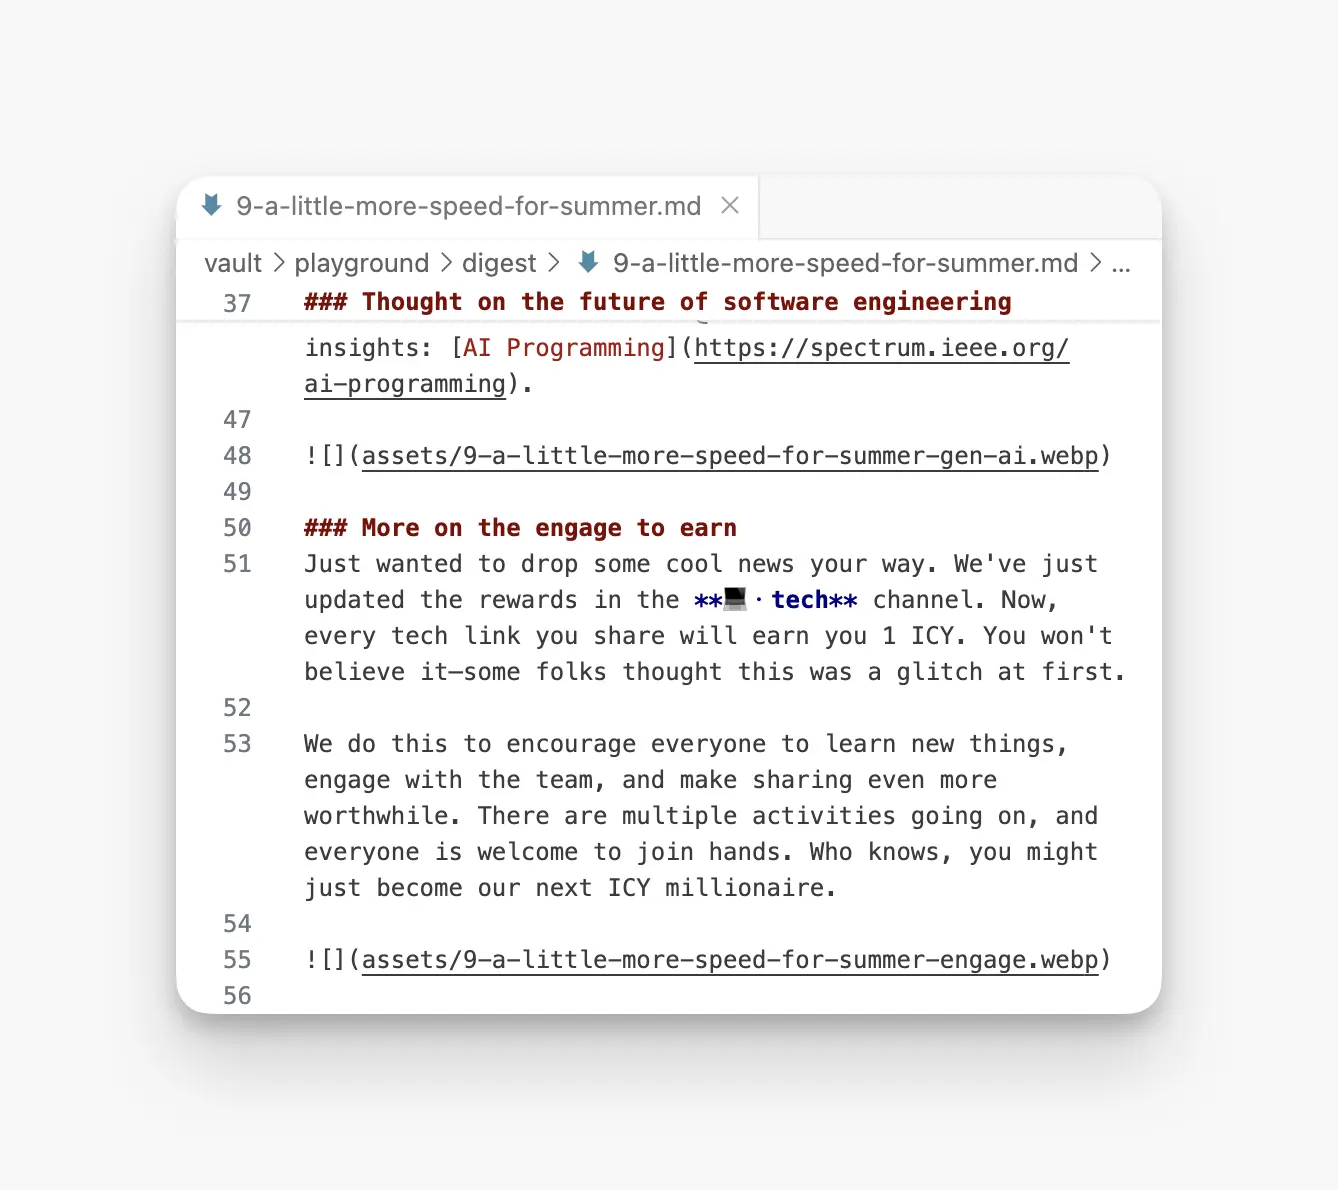 9-a-little-more-speed-for-summer.md
vault > playground > digest > 9-a-little-more-speed-for-summer.md > ...
37 ### Thought on the future of software engineering
insights: [AI Programming](https://spectrum.ieee.org/
ai-programming).
47
48 ![](assets/9-a-little-more-speed-for-summer-gen-ai.webp)
49
50 ### More on the engage to earn
51 Just wanted to drop some cool news your way. We've just
updated the rewards in the **💻・tech** channel. Now,
every tech link you share will earn you 1 ICY. You won't
believe it—some folks thought this was a glitch at first.
52
53 We do this to encourage everyone to learn new things,
engage with the team, and make sharing even more
worthwhile. There are multiple activities going on, and
everyone is welcome to join hands. Who knows, you might
just become our next ICY millionaire.
54
55 ![](assets/9-a-little-more-speed-for-summer-engage.webp)
56